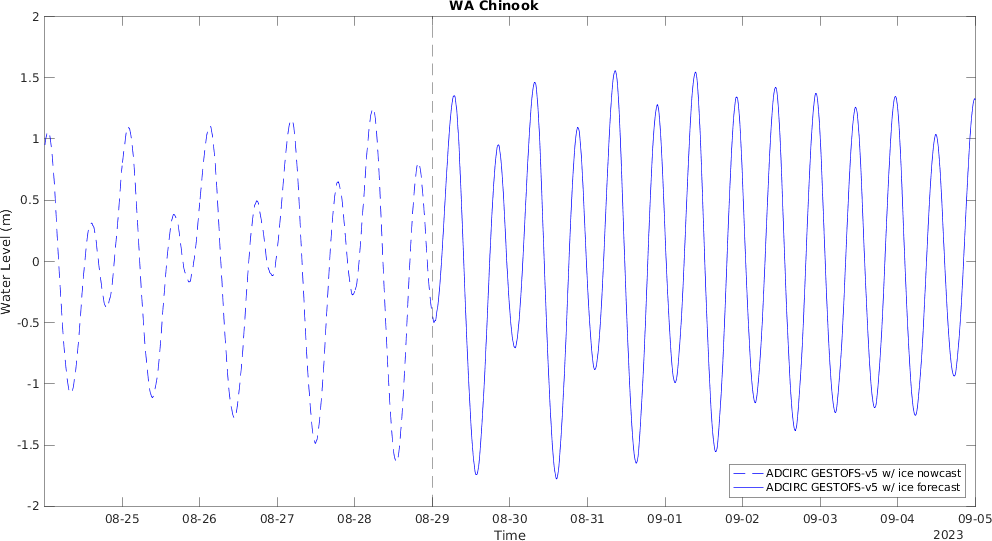 WA Chinook
2
1.5
1
0.5
0
-0.5
-1
-1.5
-2
Water Level (m)
ADCIRC GESTOFS-v5 w/ ice nowcast
ADCIRC GESTOFS-v5 w/ ice forecast
08-25 08-26 08-27 08-28 08-29 08-30 08-31 09-01 09-02 09-03 09-04 09-05
Time 2023